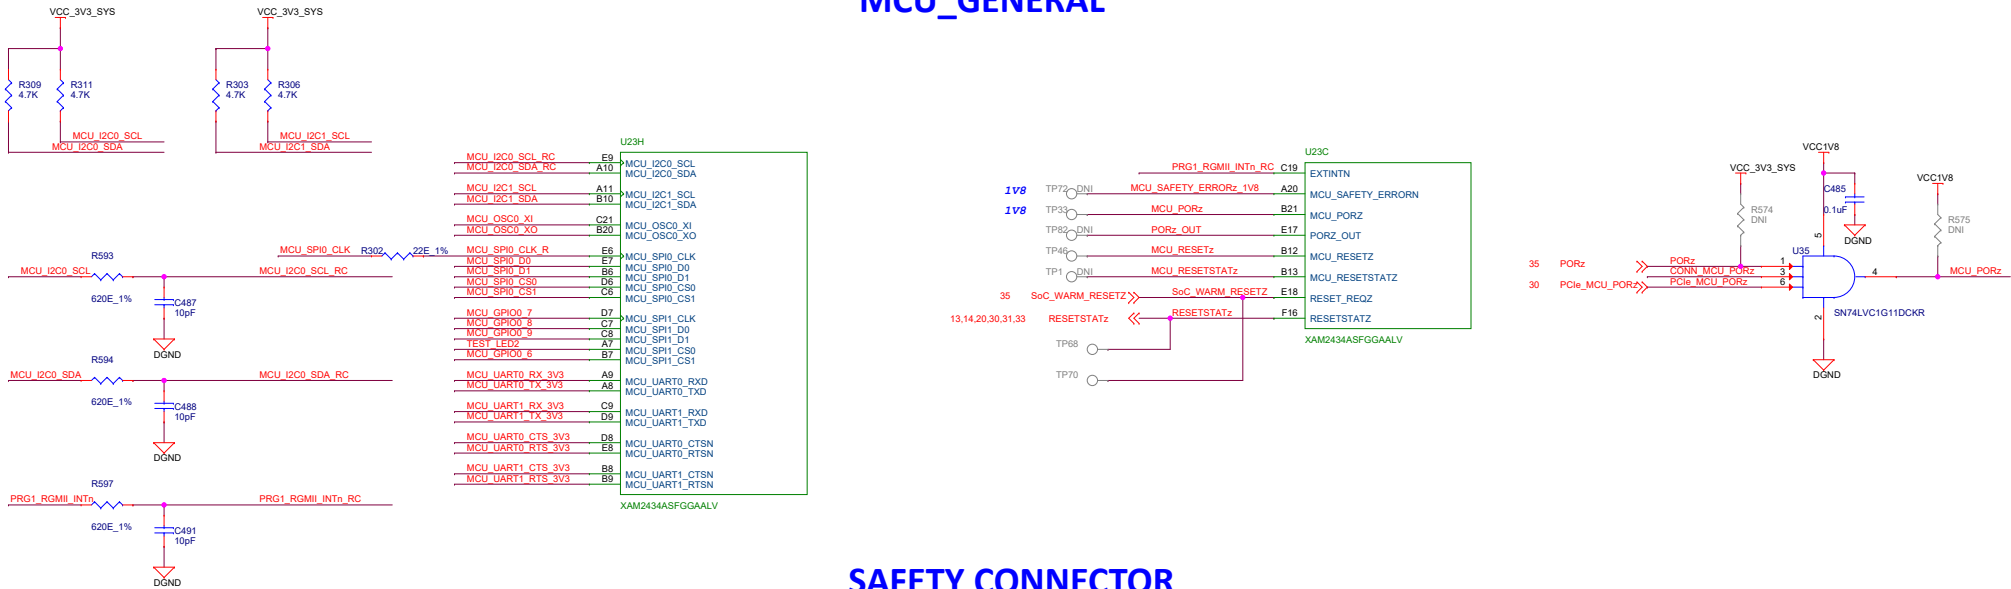 MCU_GENERAL
VCC_3V3_SYS
VCC_3V3_SYS
R309
4.7K
R311
4.7K
R303
4.7K
R306
4.7K
MCU_I2C0_SCL
MCU_I2C0_SDA
MCU_I2C1_SCL
MCU_I2C1_SDA
R593
MCU_I2C0_SCL
620E_1%
MCU_I2C0_SCL_RC
C487
10pF
DGND
R594
MCU_I2C0_SDA
620E_1%
MCU_I2C0_SDA_RC
C488
10pF
DGND
R597
PRG1_RGMII_INTn
620E_1%
PRG1_RGMII_INTn_RC
C491
10pF
DGND
MCU_SPI0_CLK
R302
22E_1%
U23H
MCU_I2C0_SCL_RC E9 MCU_I2C0_SCL
MCU_I2C0_SDA_RC A10 MCU_I2C0_SDA
MCU_I2C1_SCL A11 MCU_I2C1_SCL
MCU_I2C1_SDA B10 MCU_I2C1_SDA
MCU_OSC0_XI C21 MCU_OSC0_XI
MCU_OSC0_XO B20 MCU_OSC0_XO
MCU_SPI0_CLK_R E6 MCU_SPI0_CLK
MCU_SPI0_D0 E7 MCU_SPI0_D0
MCU_SPI0_D1 B6 MCU_SPI0_D1
MCU_SPI0_CS0 D6 MCU_SPI0_CS0
MCU_SPI0_CS1 C6 MCU_SPI0_CS1
MCU_GPIO0_7 D7 MCU_SPI1_CLK
MCU_GPIO0_8 C7 MCU_SPI1_D0
MCU_GPIO0_9 C8 MCU_SPI1_D1
TEST_LED2 A7 MCU_SPI1_CS0
MCU_GPIO0_6 B7 MCU_SPI1_CS1
MCU_UART0_RX_3V3 A9 MCU_UART0_RXD
MCU_UART0_TX_3V3 A8 MCU_UART0_TXD
MCU_UART1_RX_3V3 C9 MCU_UART1_RXD
MCU_UART1_TX_3V3 D9 MCU_UART1_TXD
MCU_UART0_CTS_3V3 D8 MCU_UART0_CTSN
MCU_UART0_RTS_3V3 E8 MCU_UART0_RTSN
MCU_UART1_CTS_3V3 B8 MCU_UART1_CTSN
MCU_UART1_RTS_3V3 B9 MCU_UART1_RTSN
XAM2434ASFGGAALV
U23C
PRG1_RGMII_INTn_RC C19 EXTINTN
1V8 TP72 DNI MCU_SAFETY_ERRORz_1V8 A20 MCU_SAFETY_ERRORN
1V8 TP33 MCU_PORz B21 MCU_PORZ
TP82 DNI PORz_OUT E17 PORZ_OUT
TP46 MCU_RESETz B12 MCU_RESETZ
TP1 DNI MCU_RESETSTATz B13 MCU_RESETSTATZ
35 SoC_WARM_RESETZ SoC_WARM_RESETZ E18 RESET_REQZ
13,14,20,30,31,33 RESETSTATz RESETSTATz F16 RESETSTATZ
TP68
TP70
XAM2434ASFGGAALV
VCC1V8
VCC_3V3_SYS
C485
0.1uF
DGND
VCC1V8
R574
DNI
R575
DNI
U35
5
35 PORz PORz 1
CONN_MCU_PORz 3
30 PCIe_MCU_PORz PCIe_MCU_PORz 6
4 MCU_PORz
2
SN74LVC1G11DCKR
DGND
SAFETY CONNECTOR